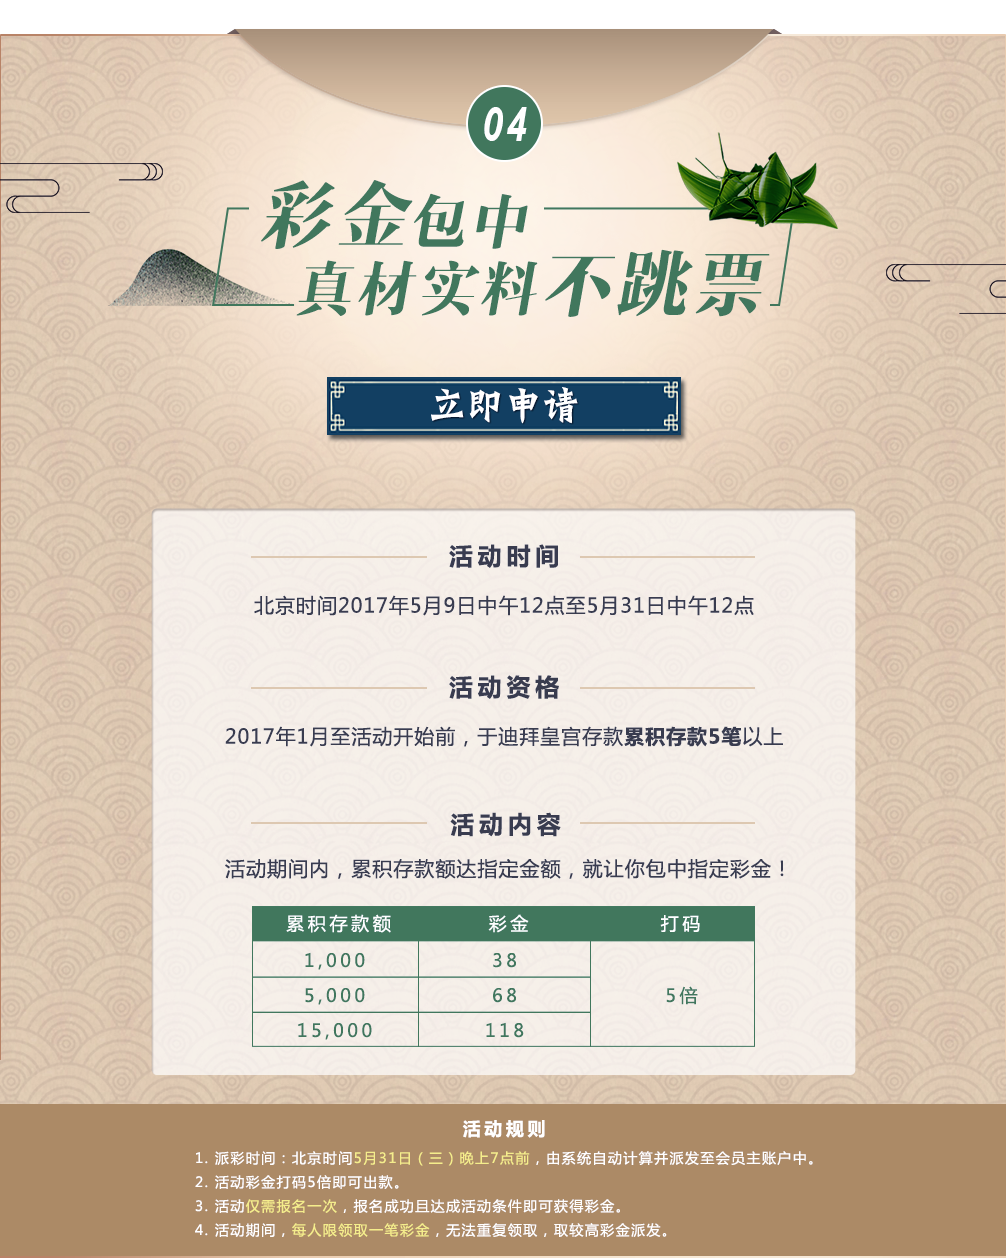 04
彩金包中
真材实料不跳票
立即申请
活动时间
北京时间2017年5月9日中午12点至5月31日中午12点
活动资格
2017年1月至活动开始前，于迪拜皇宫存款累积存款5笔以上
活动内容
活动期间内，累积存款额达指定金额，就让你包中指定彩金！
累积存款额 彩金 打码
1,000 38
5,000 68 5倍
15,000 118
活动规则
1. 派彩时间：北京时间5月31日（三）晚上7点前，由系统自动计算并派发至会员主账户中。
2. 活动彩金打码5倍即可出款。
3. 活动仅需报名一次，报名成功且达成活动条件即可获得彩金。
4. 活动期间，每人限领取一笔彩金，无法重复领取，取较高彩金派发。